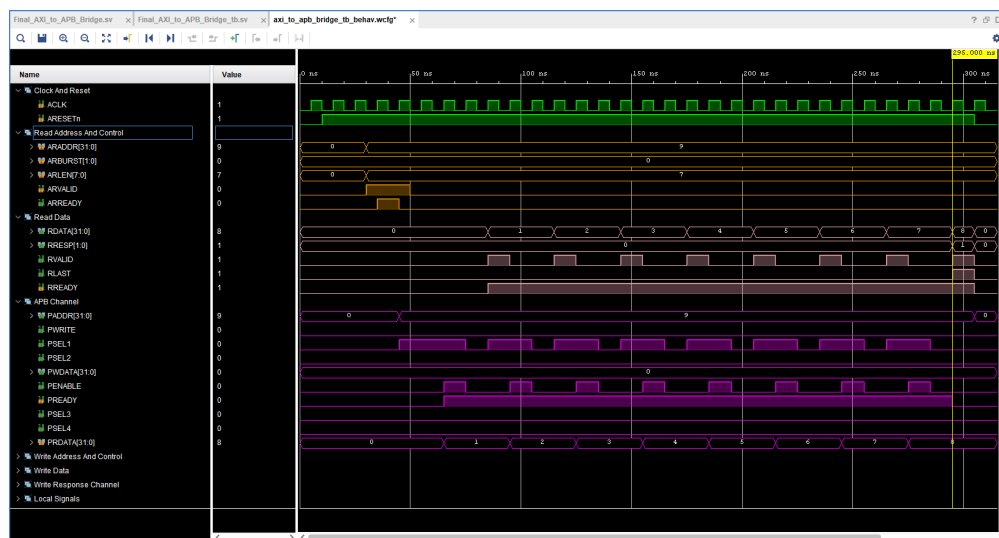 Final_AXI_to_APB_Bridge.sv × Final_AXI_to_APB_Bridge_tb.sv × axi_to_apb_bridge_tb_behav.wcfg* ×
295.000 ns
Name Value 0 ns 50 ns 100 ns 150 ns 200 ns 250 ns 300 ns
Clock And Reset
ACLK 1
ARESETn 1
Read Address And Control
ARADDR[31:0] 9 0 9
ARBURST[1:0] 0 0
ARLEN[7:0] 7 0 7
ARVALID 0
ARREADY 0
Read Data
RDATA[31:0] 8 0 1 2 3 4 5 6 7 8 0
RRESP[1:0] 1 0 1 0
RVALID 1
RLAST 1
RREADY 1
APB Channel
PADDR[31:0] 9 0 9 0
PWRITE 0
PSEL1 0
PSEL2 0
PWDATA[31:0] 0 0
PENABLE 0
PREADY 0
PSEL3 0
PSEL4 0
PRDATA[31:0] 8 0 1 2 3 4 5 6 7 8
Write Address And Control
Write Data
Write Response Channel
Local Signals